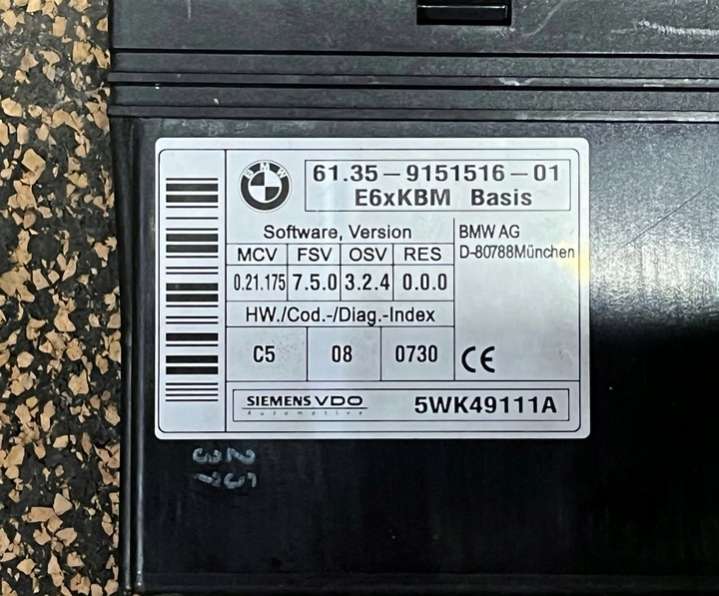 BMW
61.35-9151516-01
E6xKBM Basis
Software, Version
MCV FSV OSV RES
0.21.175 7.5.0 3.2.4 0.0.0
HW./Cod.-/Diag.-Index
C5 08 0730
BMW AG
D-80788München
CE
SIEMENS VDO
Automotive
5WK49111A